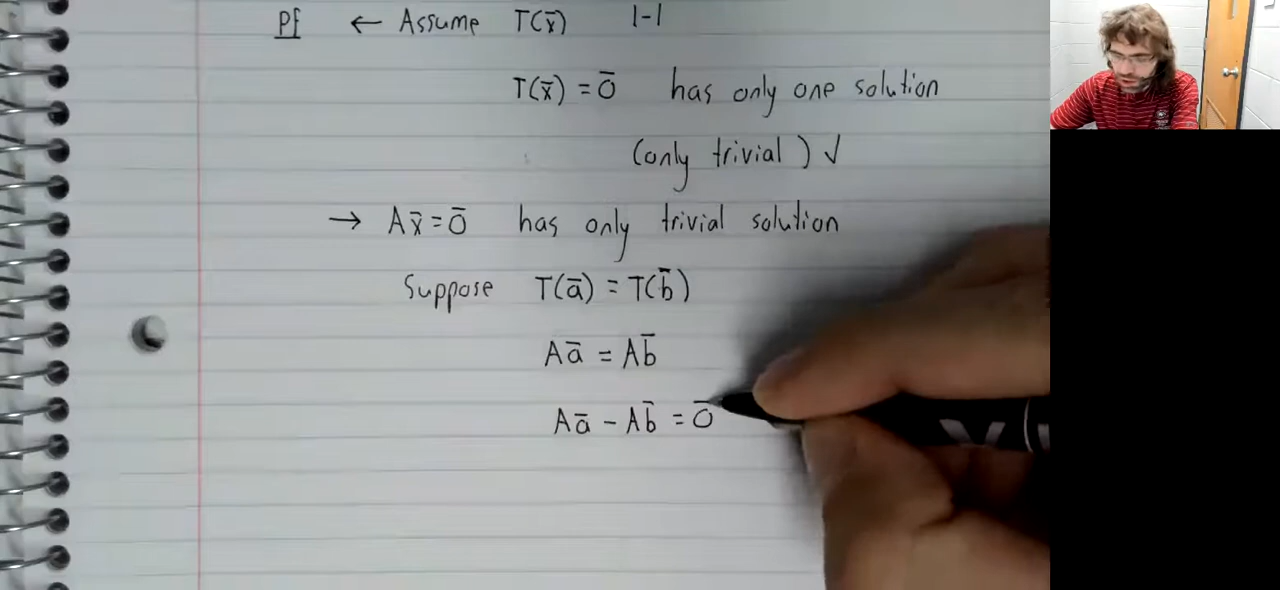 Pf ← Assume T(x̄) 1-1
T(x̄) = 0̄ has only one solution
(only trivial) ✓
→ Ax̄ = 0̄ has only trivial solution
Suppose T(ā) = T(b̄)
Aā = Ab̄
Aā - Ab̄ = 0̄